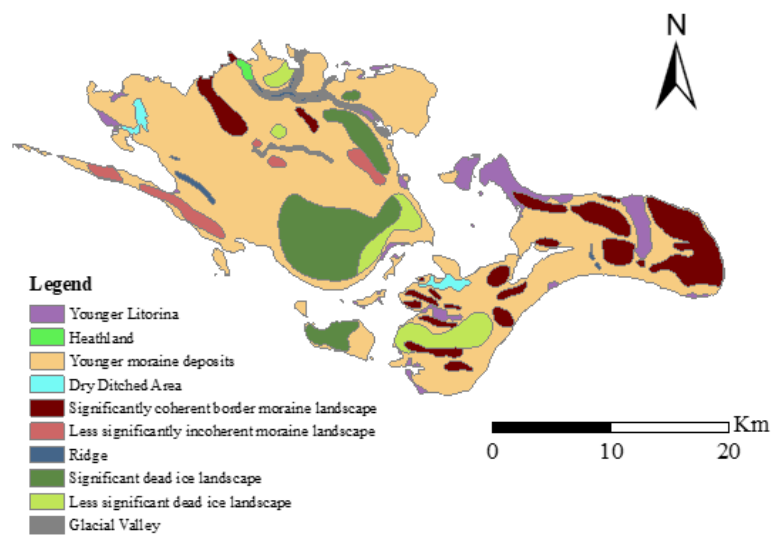 N
Legend
Younger Litorina
Heathland
Younger moraine deposits
Dry Ditched Area
Significantly coherent border moraine landscape
Less significantly incoherent moraine landscape
Ridge
Significant dead ice landscape
Less significant dead ice landscape
Glacial Valley
Km
0 10 20